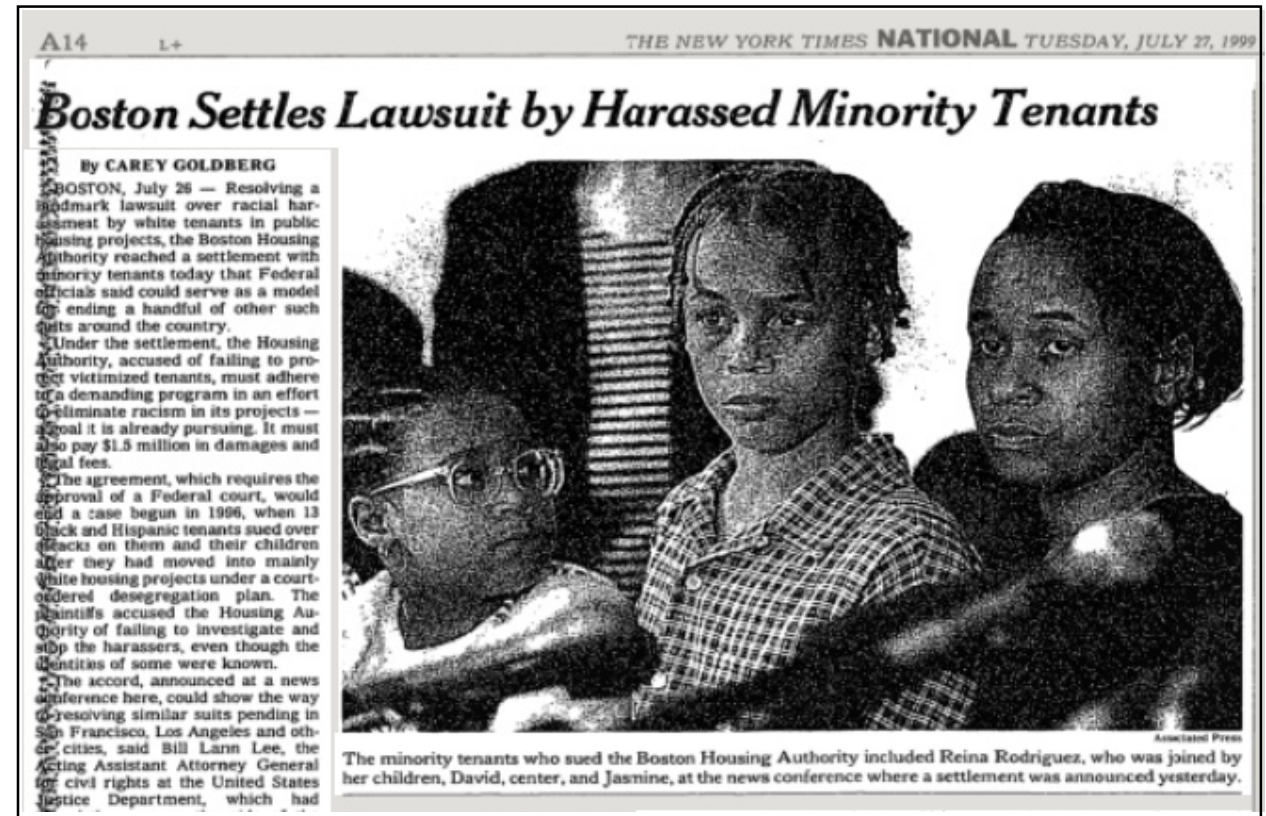 A14 L+ THE NEW YORK TIMES NATIONAL TUESDAY, JULY 27, 1999
Boston Settles Lawsuit by Harassed Minority Tenants
By CAREY GOLDBERG
BOSTON, July 26 — Resolving a
landmark lawsuit over racial har-
assment by white tenants in public
housing projects, the Boston Housing
Authority reached a settlement with
minority tenants today that Federal
officials said could serve as a model
for ending a handful of other such
suits around the country.
Under the settlement, the Housing
Authority, accused of failing to pro-
tect victimized tenants, must adhere
to a demanding program in an effort
to eliminate racism in its projects —
a goal it is already pursuing. It must
also pay $1.5 million in damages and
legal fees.
The agreement, which requires the
approval of a Federal court, would
end a case begun in 1996, when 13
black and Hispanic tenants sued over
attacks on them and their children
after they had moved into mainly
white housing projects under a court-
ordered desegregation plan. The
plaintiffs accused the Housing Au-
thority of failing to investigate and
stop the harassers, even though the
identities of some were known.
The accord, announced at a news
conference here, could show the way
to resolving similar suits pending in
San Francisco, Los Angeles and oth-
er cities, said Bill Lann Lee, the
Acting Assistant Attorney General
for civil rights at the United States
Justice Department, which had
Associated Press
The minority tenants who sued the Boston Housing Authority included Reina Rodriguez, who was joined by
her children, David, center, and Jasmine, at the news conference where a settlement was announced yesterday.